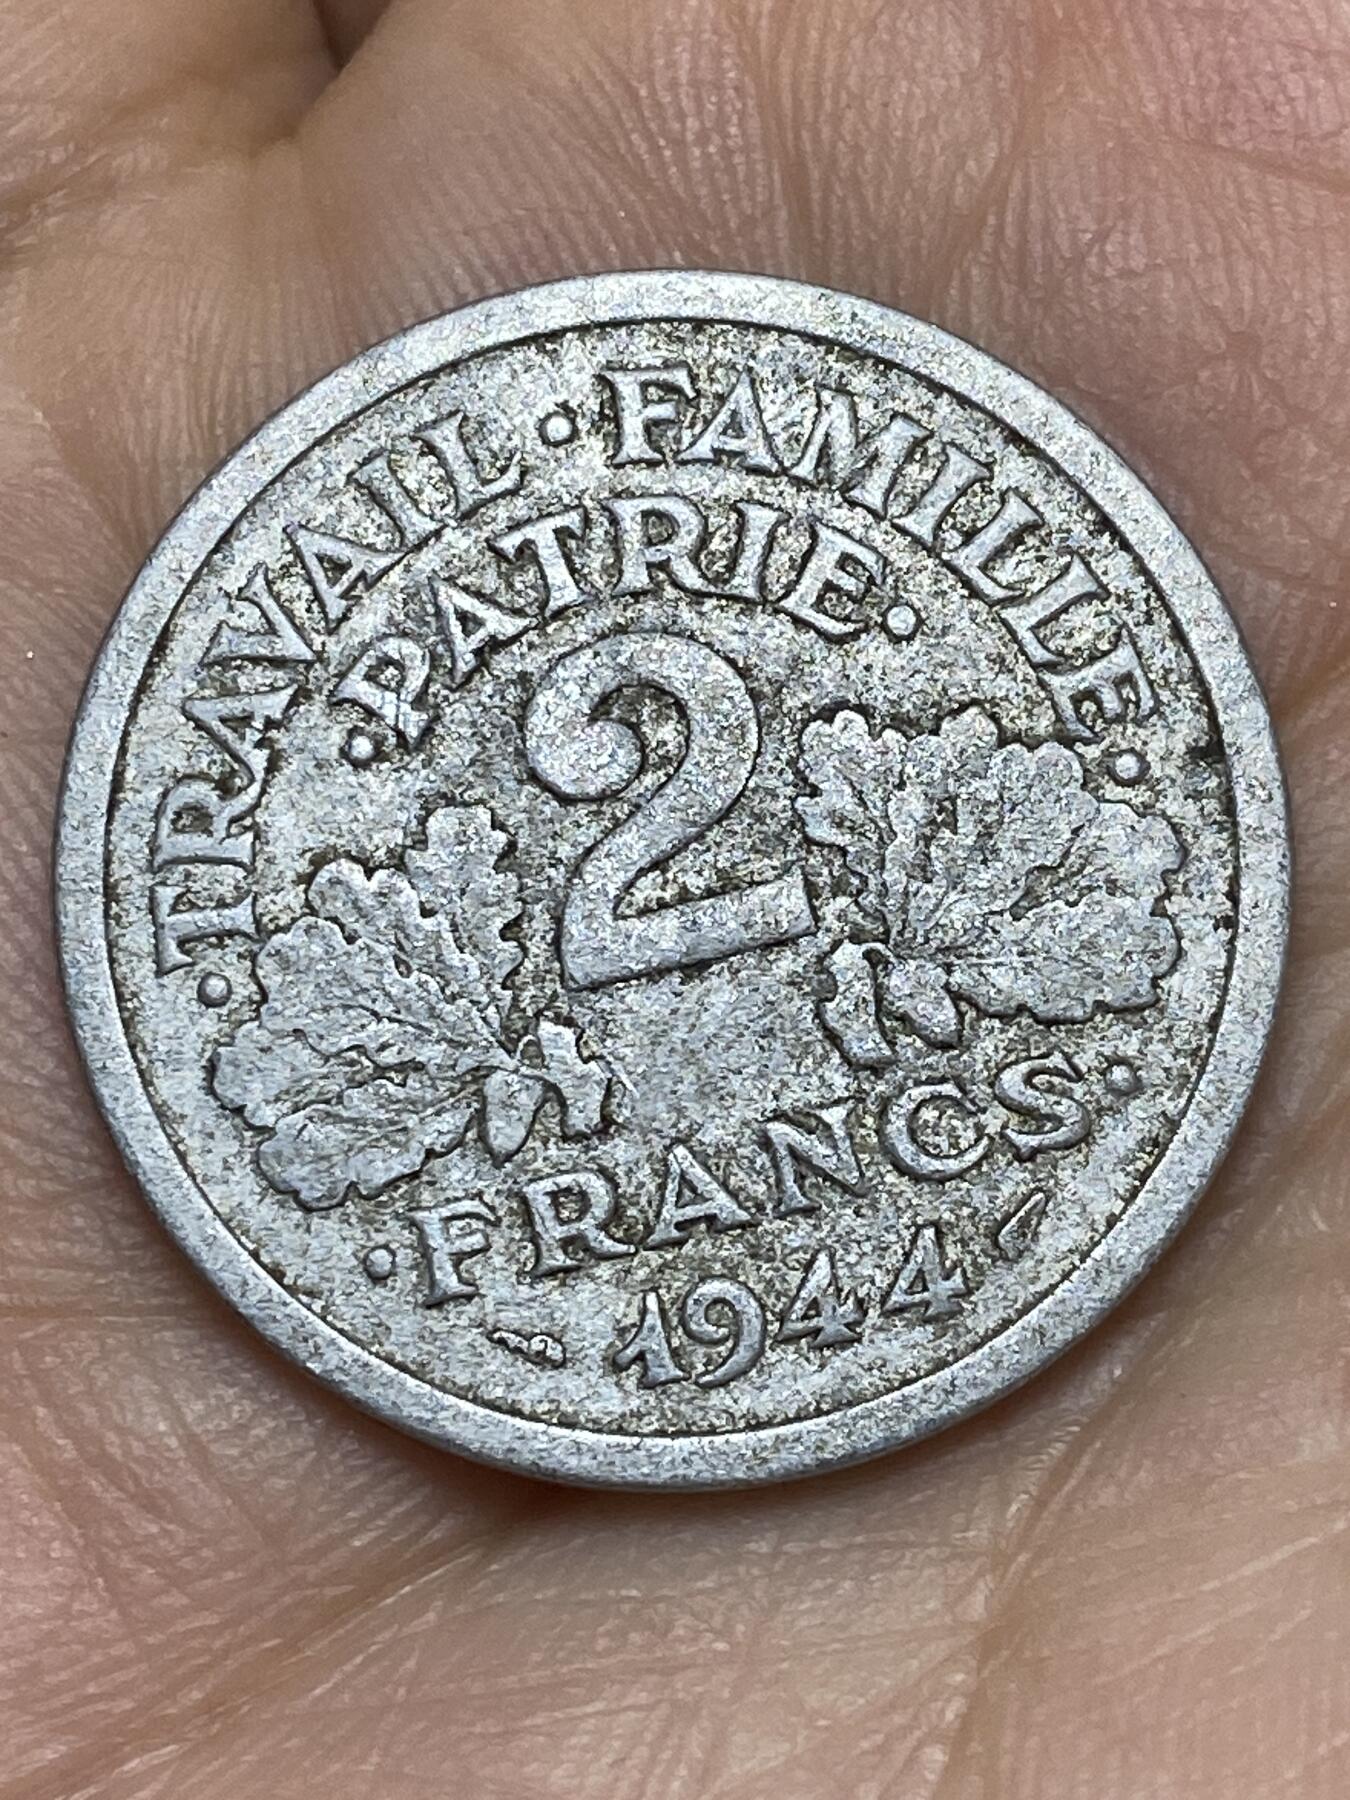 ·TRAVAIL·FAMILLE·
·PATRIE·
2
·FRANCS·
1944